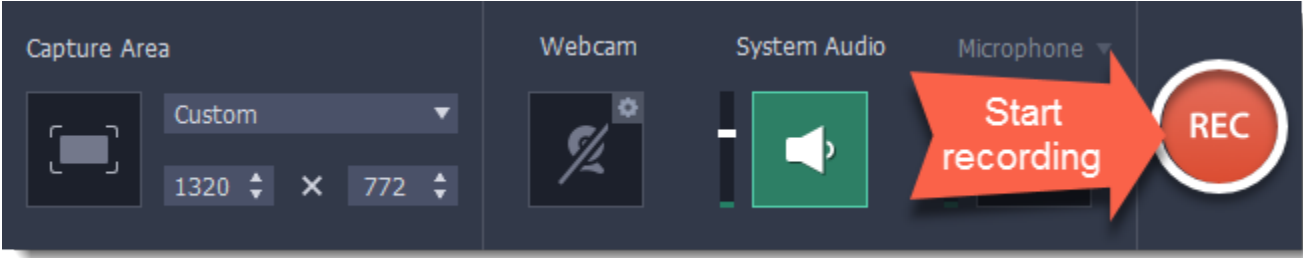 Capture Area
Webcam
System Audio
Microphone
Custom
1320 × 772
Start
recording
REC